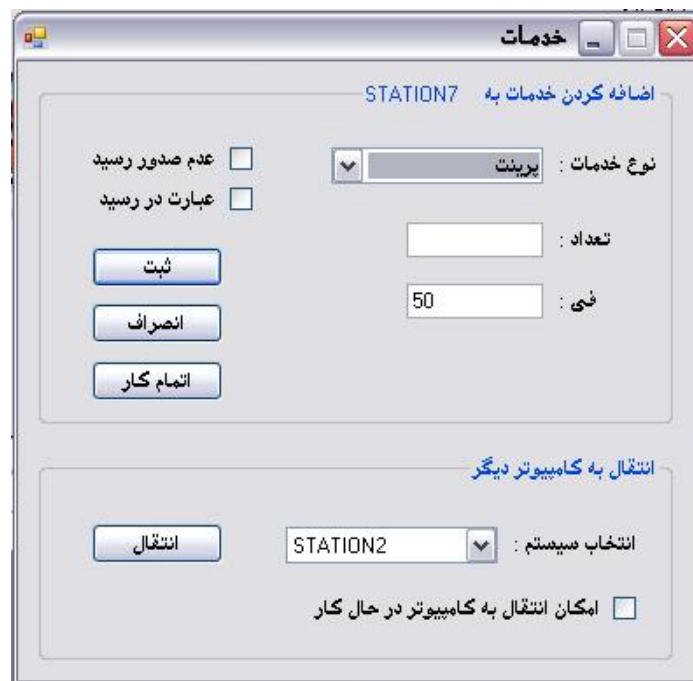 خدمات
اضافه کردن خدمات به STATION7
نوع خدمات : پرینت
عدم صدور رسید
عبارت در رسید
تعداد :
فی : 50
ثبت
انصراف
اتمام کار
انتقال به کامپیوتر دیگر
انتخاب سیستم : STATION2
انتقال
امکان انتقال به کامپیوتر در حال کار